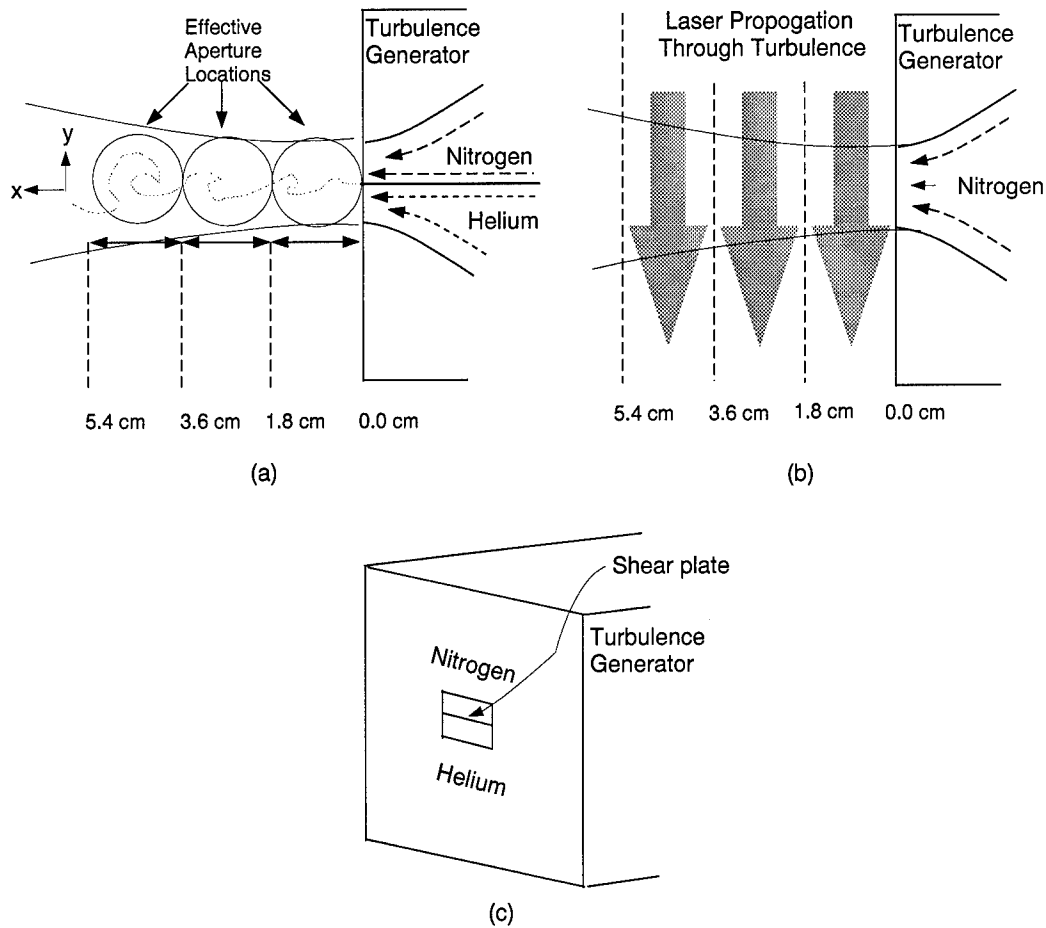 Effective
Aperture
Locations
Turbulence
Generator
y
x
Nitrogen
Helium
5.4 cm
3.6 cm
1.8 cm
0.0 cm
(a)
Laser Propogation
Through Turbulence
Turbulence
Generator
Nitrogen
5.4 cm
3.6 cm
1.8 cm
0.0 cm
(b)
Shear plate
Turbulence
Generator
Nitrogen
Helium
(c)